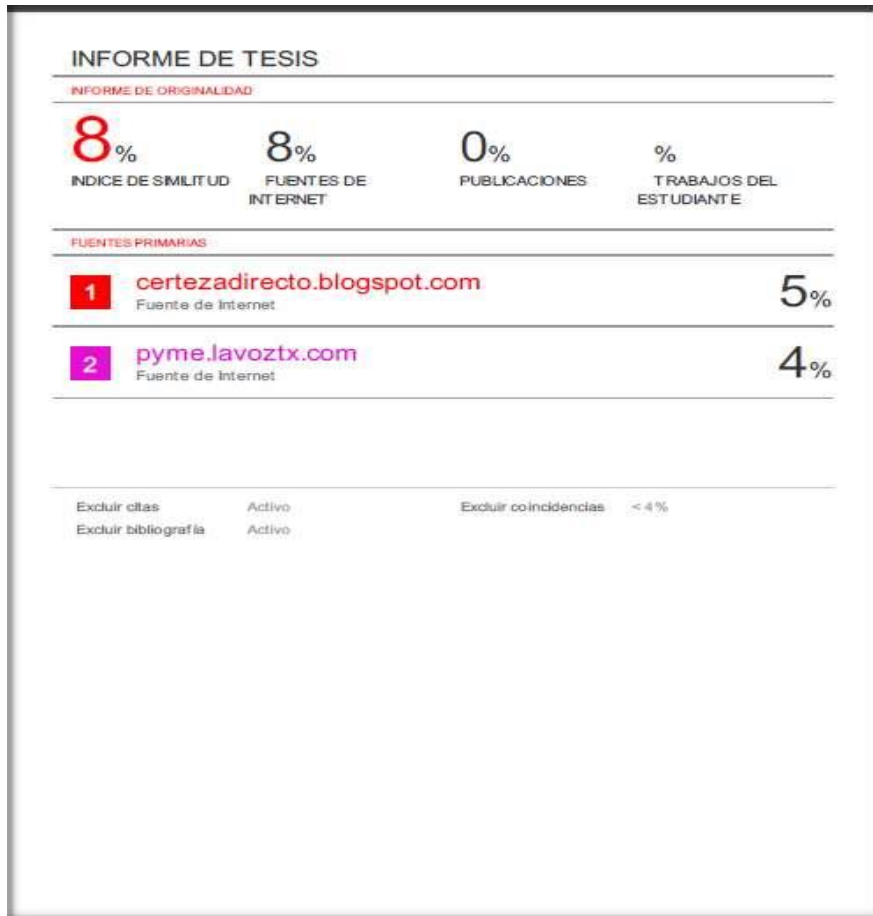 INFORME DE TESIS
INFORME DE ORIGINALIDAD
8% 8% 0% %
INDICE DE SIMILITUD FUENTES DE INTERNET PUBLICACIONES TRABAJOS DEL ESTUDIANTE
FUENTES PRIMARIAS
1 certezadirecto.blogspot.com 5%
Fuente de Internet
2 pyme.lavoztx.com 4%
Fuente de Internet
Excluir citas Activo Excluir coincidencias < 4%
Excluir bibliografía Activo